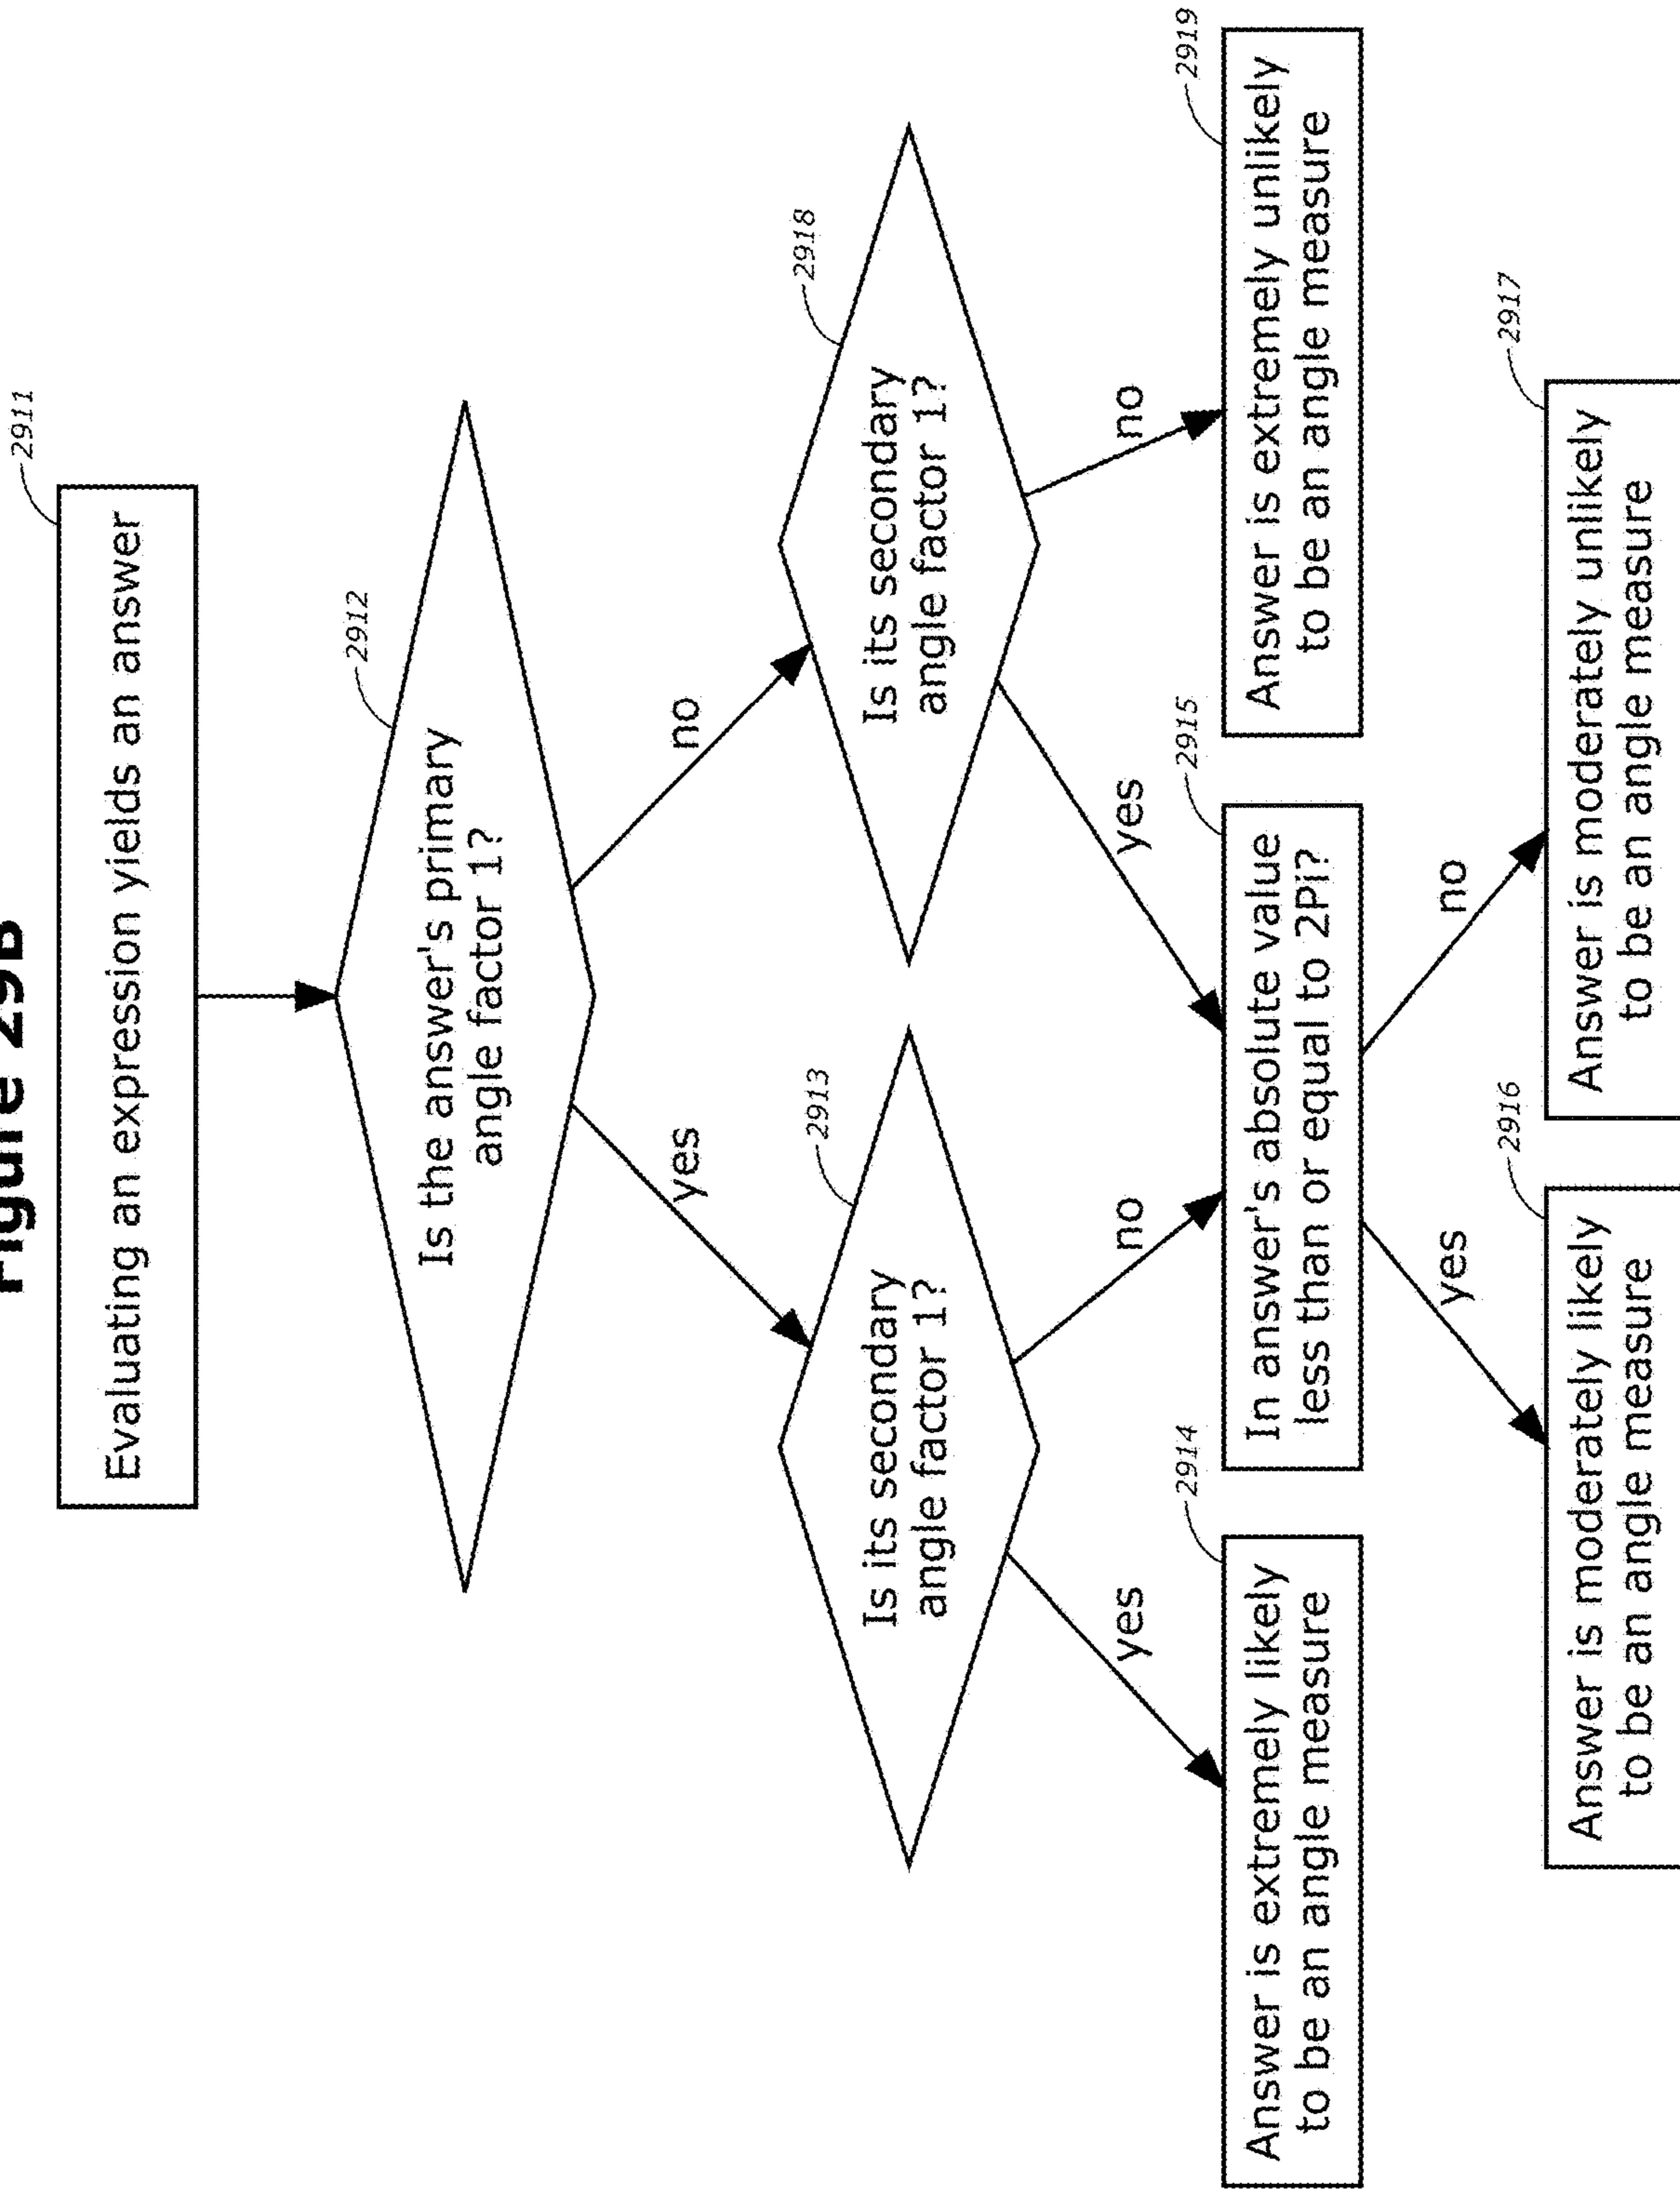 Figure 29B
2911
Evaluating an expression yields an answer
2912
Is the answer's primary
angle factor 1?
yes
no
2913
Is its secondary
angle factor 1?
2918
Is its secondary
angle factor 1?
yes
no
yes
no
2914
Answer is extremely likely
to be an angle measure
2915
In answer's absolute value
less than or equal to 2Pi?
2919
Answer is extremely unlikely
to be an angle measure
yes
no
2916
Answer is moderately likely
to be an angle measure
2917
Answer is moderately unlikely
to be an angle measure